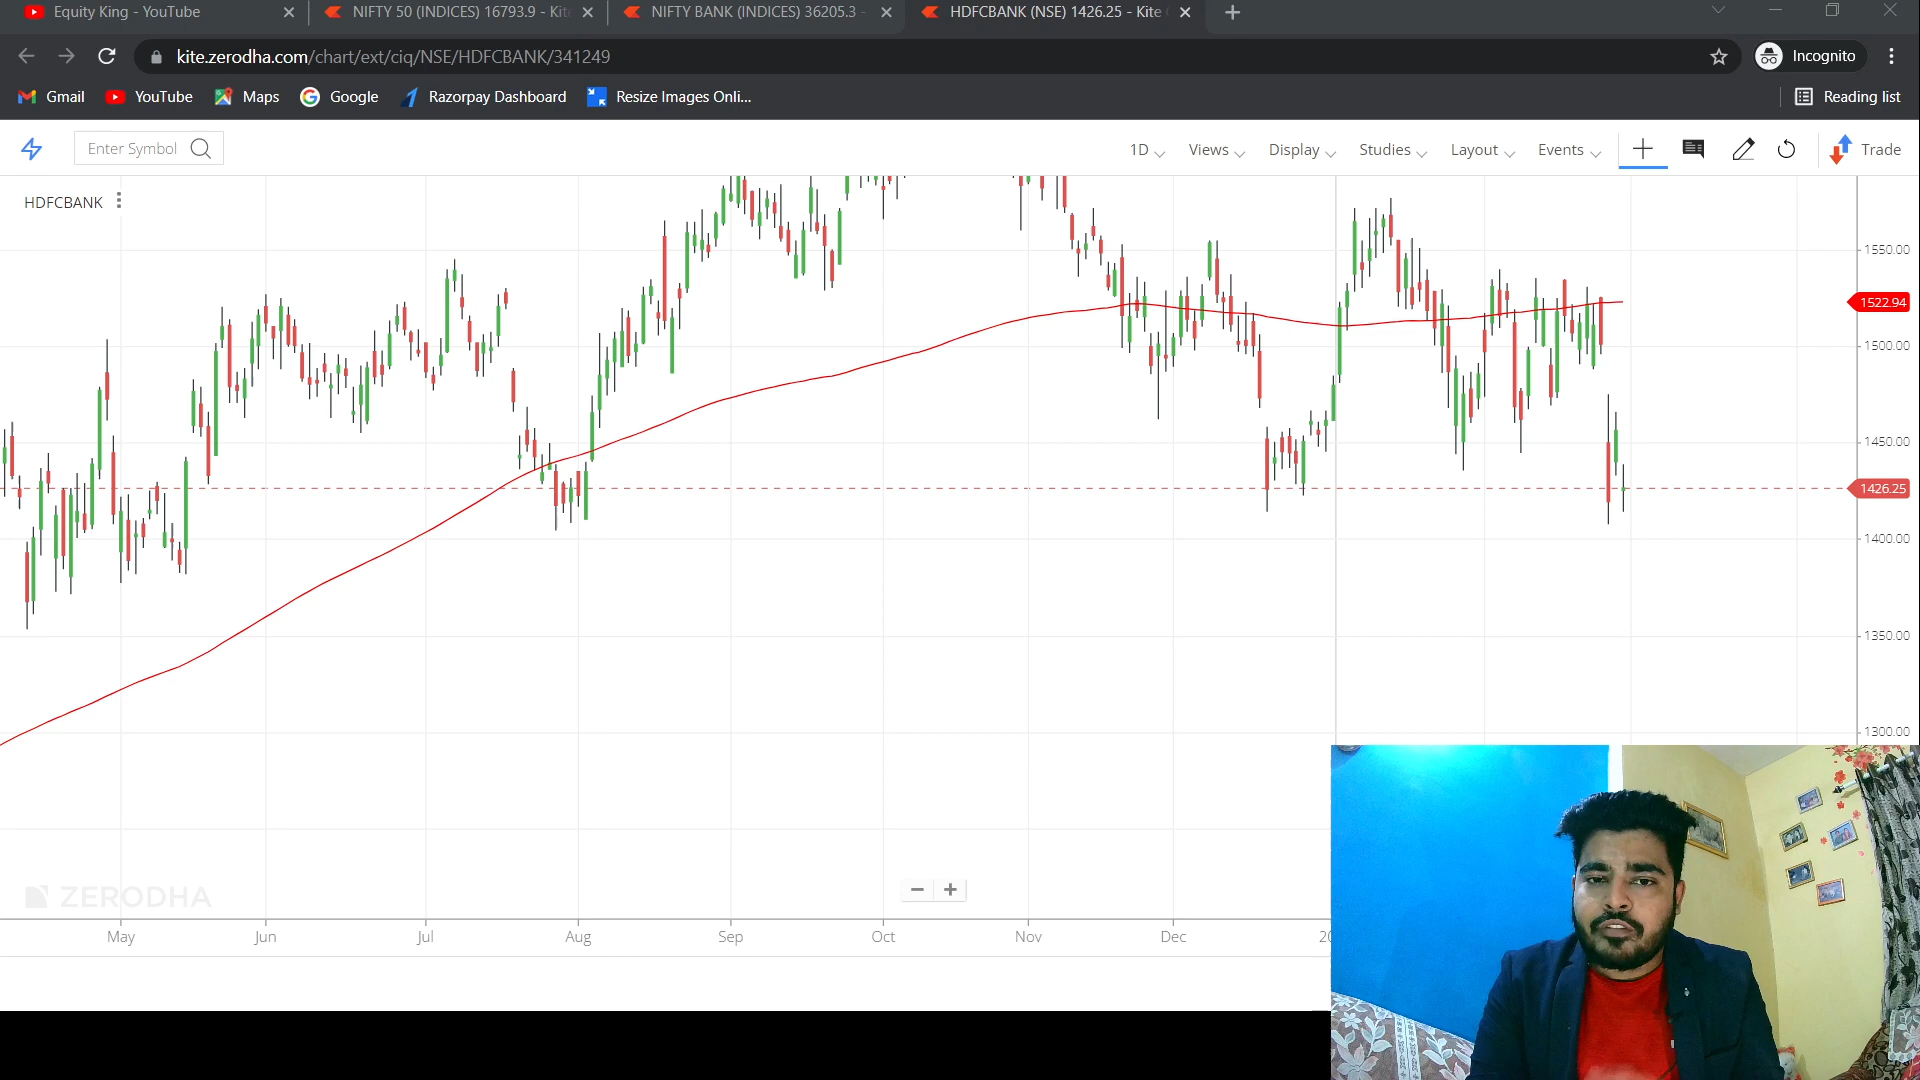 Equity King - YouTube
NIFTY 50 (INDICES) 16793.9 - Kit
NIFTY BANK (INDICES) 36205.3 -
HDFCBANK (NSE) 1426.25 - Kite
kite.zerodha.com/chart/ext/ciq/NSE/HDFCBANK/341249
Incognito
Gmail
YouTube
Maps
Google
Razorpay Dashboard
Resize Images Onli...
Reading list
Enter Symbol
1D
Views
Display
Studies
Layout
Events
Trade
HDFCBANK
1550.00
1522.94
1500.00
1450.00
1426.25
1400.00
1350.00
1300.00
ZERODHA
May
Jun
Jul
Aug
Sep
Oct
Nov
Dec